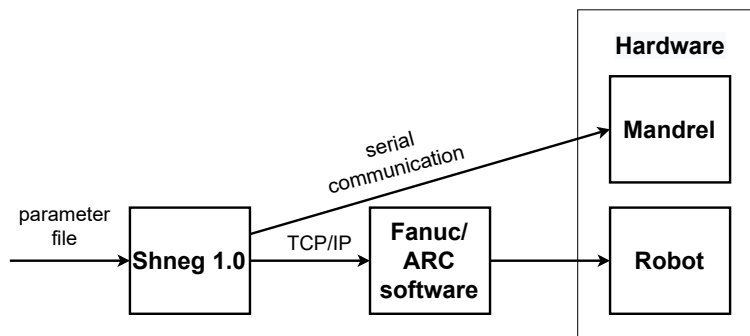 Hardware
Mandrel
serial
communication
parameter
file
Shneg 1.0
TCP/IP
Fanuc/
ARC
software
Robot